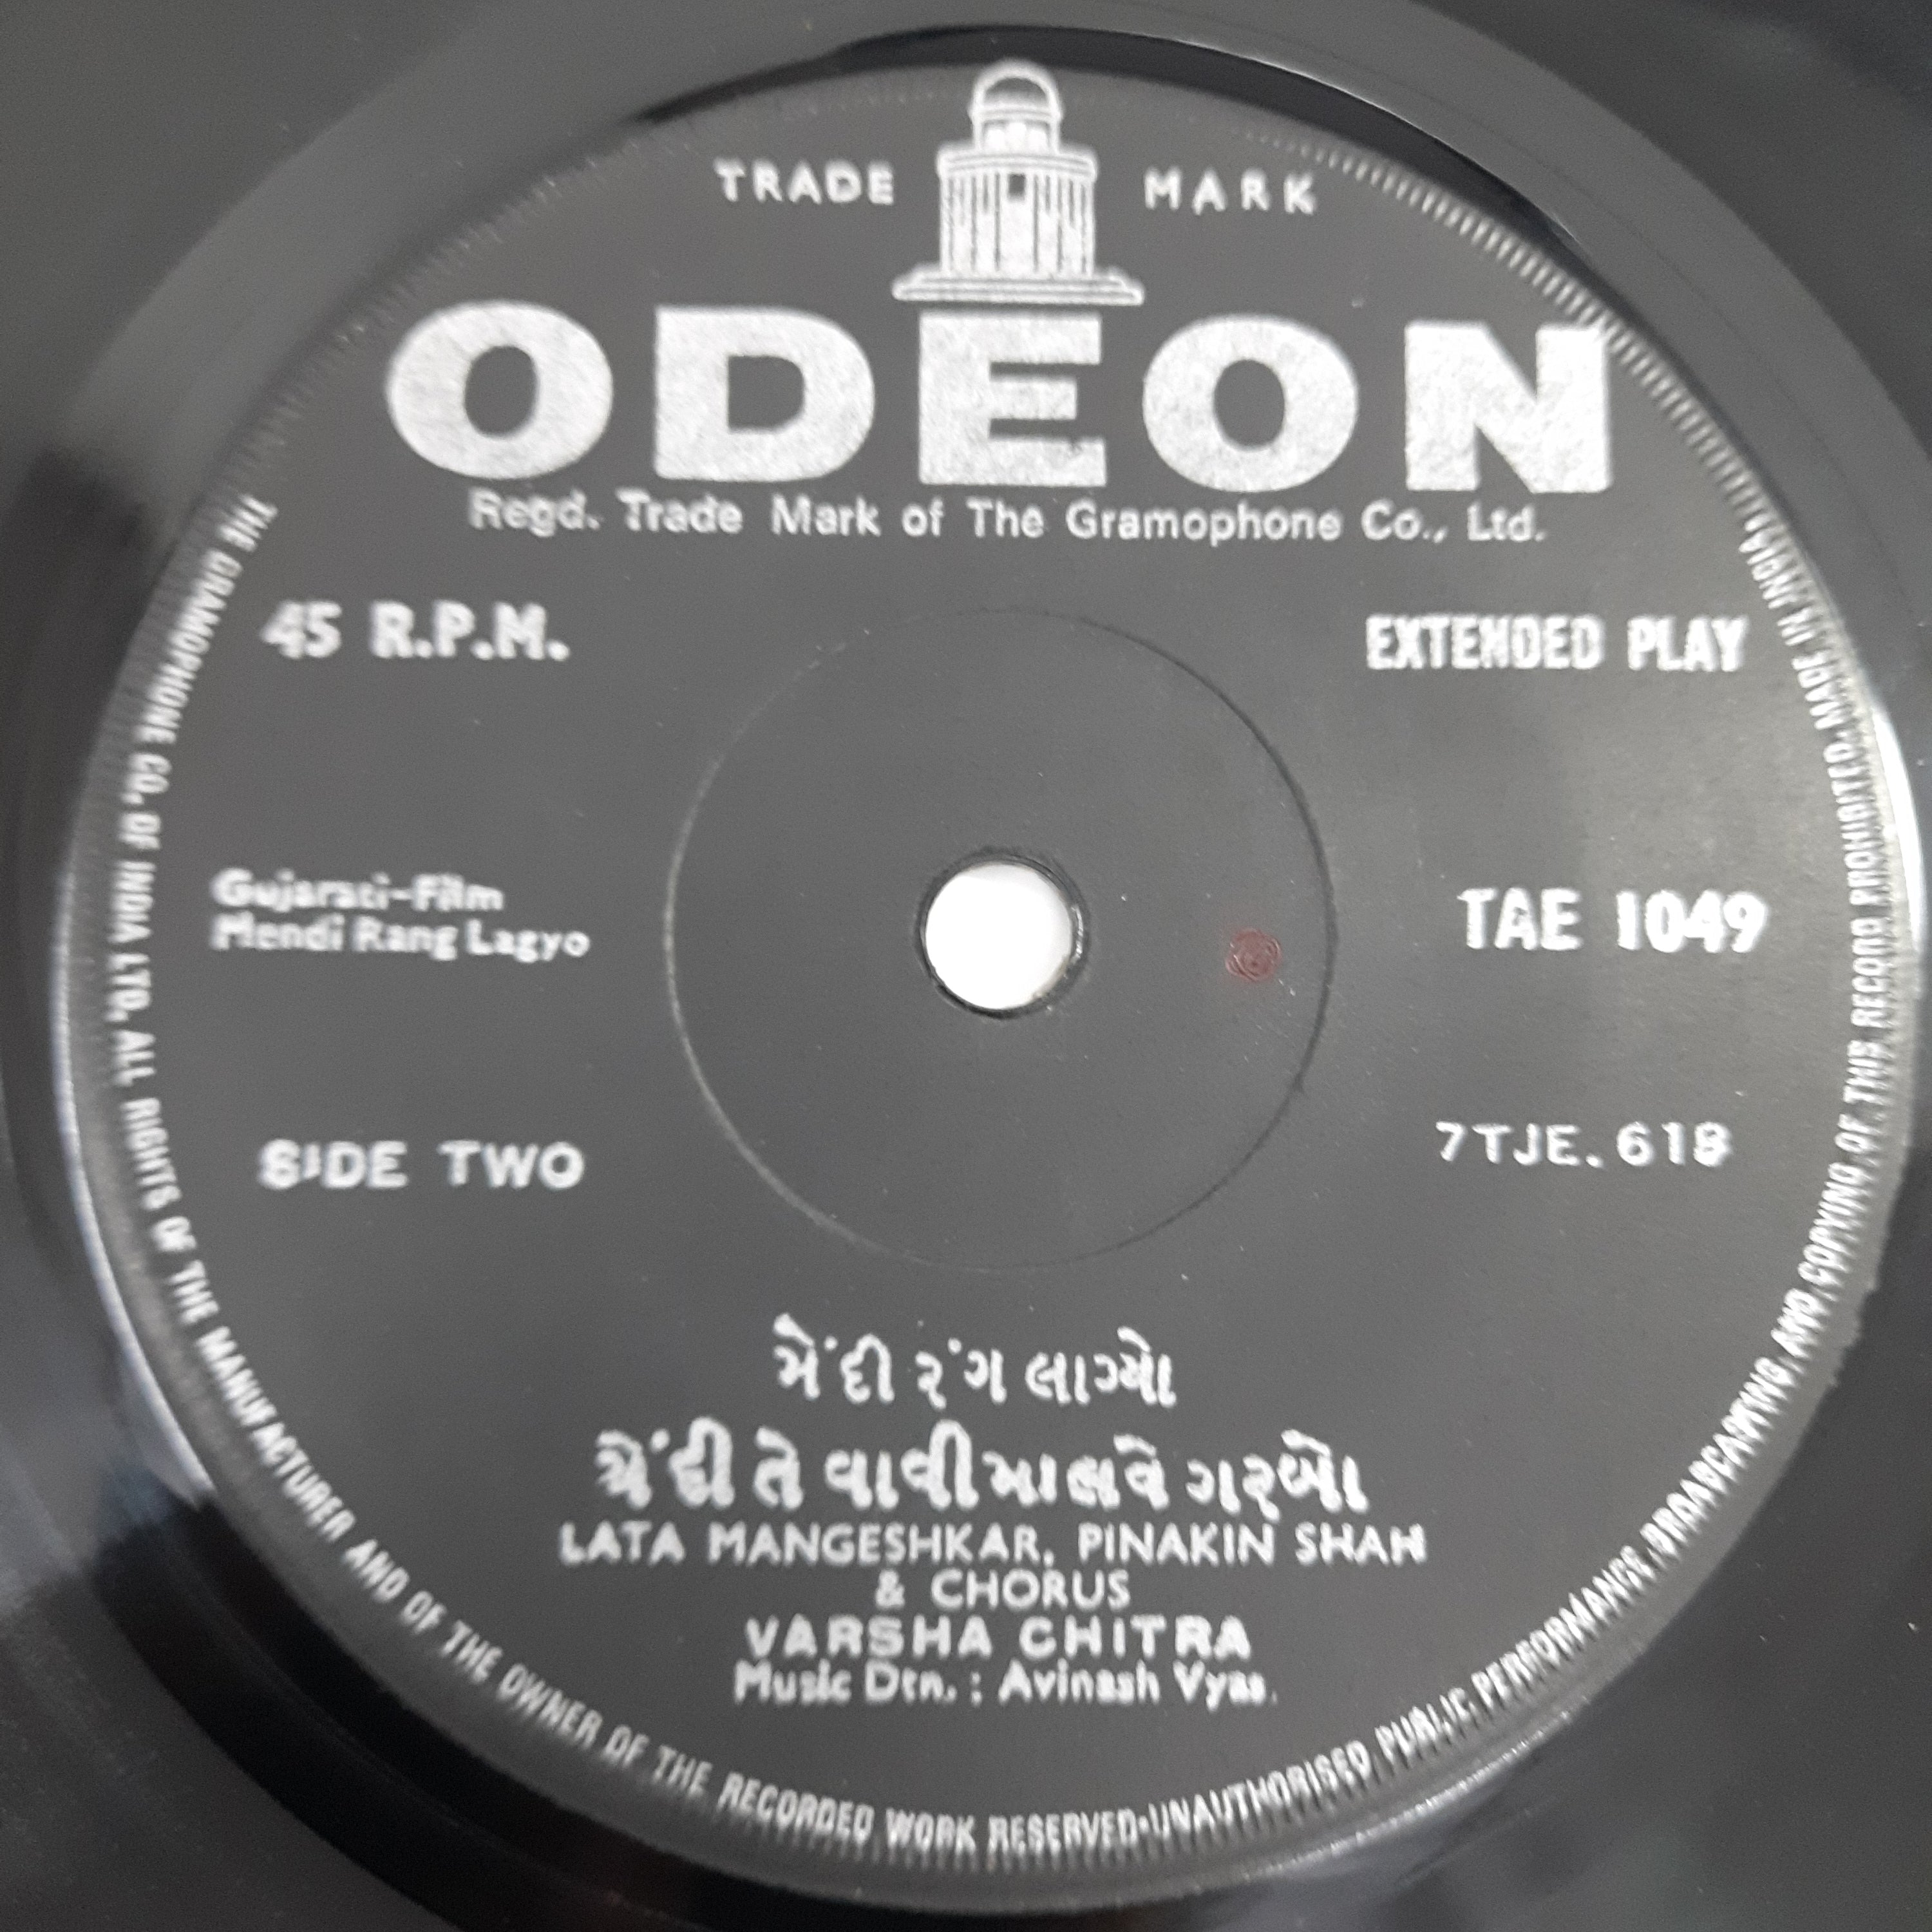 TRADE MARK
ODEON
Regd. Trade Mark of The Gramophone Co., Ltd.
45 R.P.M.
EXTENDED PLAY
Gujarati-Film
Mendi Rang Lagyo
TAE 1049
SIDE TWO
7TJE. 618
મેંદી રંગ લાગ્યો
મેંદી તે વાવી માળવે ગરબો
LATA MANGESHKAR, PINAKIN SHAH
& CHORUS
VARSHA CHITRA
Music Dtn. : Avinash Vyas.
THE GRAMOPHONE CO. OF INDIA LTD. ALL RIGHTS OF THE MANUFACTURER AND OF THE OWNER OF THE RECORDED WORK RESERVED·UNAUTHORISED PUBLIC PERFORMANCE, BROADCASTING AND COPYING OF THIS RECORD PROHIBITED. MADE IN INDIA